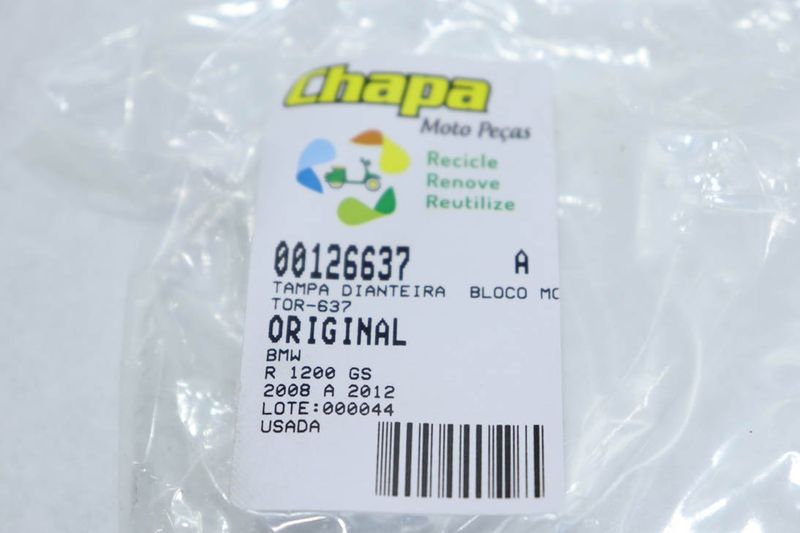 Chapa
Moto Peças
Recicle
Renove
Reutilize
00126637 A
TAMPA DIANTEIRA BLOCO MO
TOR-637
ORIGINAL
BMW
R 1200 GS
2008 A 2012
LOTE:000044
USADA